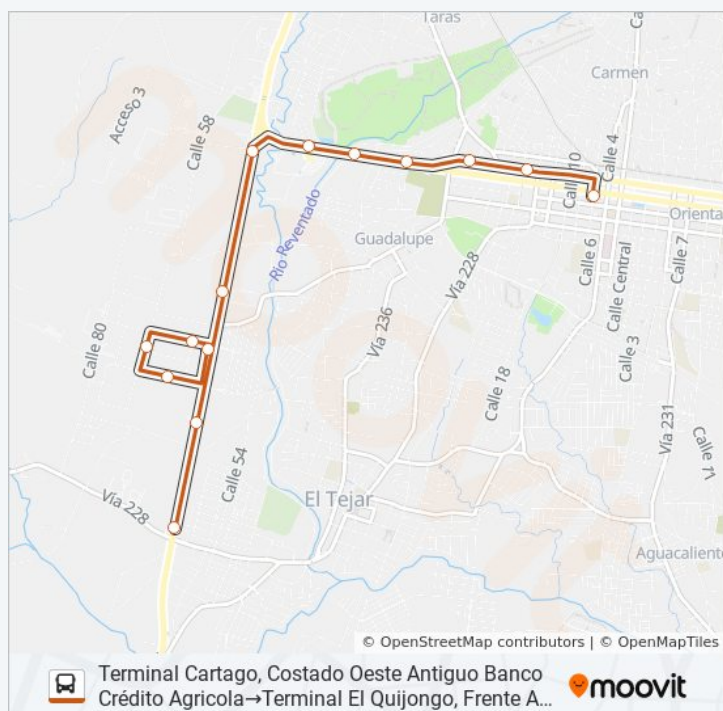 Taras
Carmen
Acceso 3
Calle 58
Calle 10
Calle 4
Orienta
Río Reventado
Guadalupe
Vía 228
Calle 6
Calle Central
Calle 7
Vía 236
Calle 80
Calle 3
Calle 18
Vía 231
Calle 11
Calle 54
El Tejar
Vía 228
Aguacaliente
© OpenStreetMap contributors | © OpenMapTiles
Terminal Cartago, Costado Oeste Antiguo Banco
Crédito Agricola→Terminal El Quijongo, Frente A...
moovit